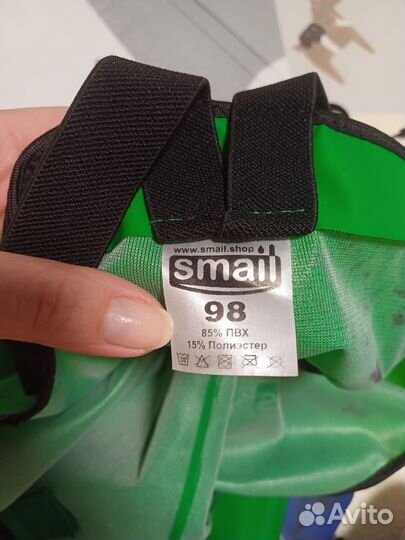 www.smail.shop
smail
98
85% ПВХ
15% Полиэстер
Avito